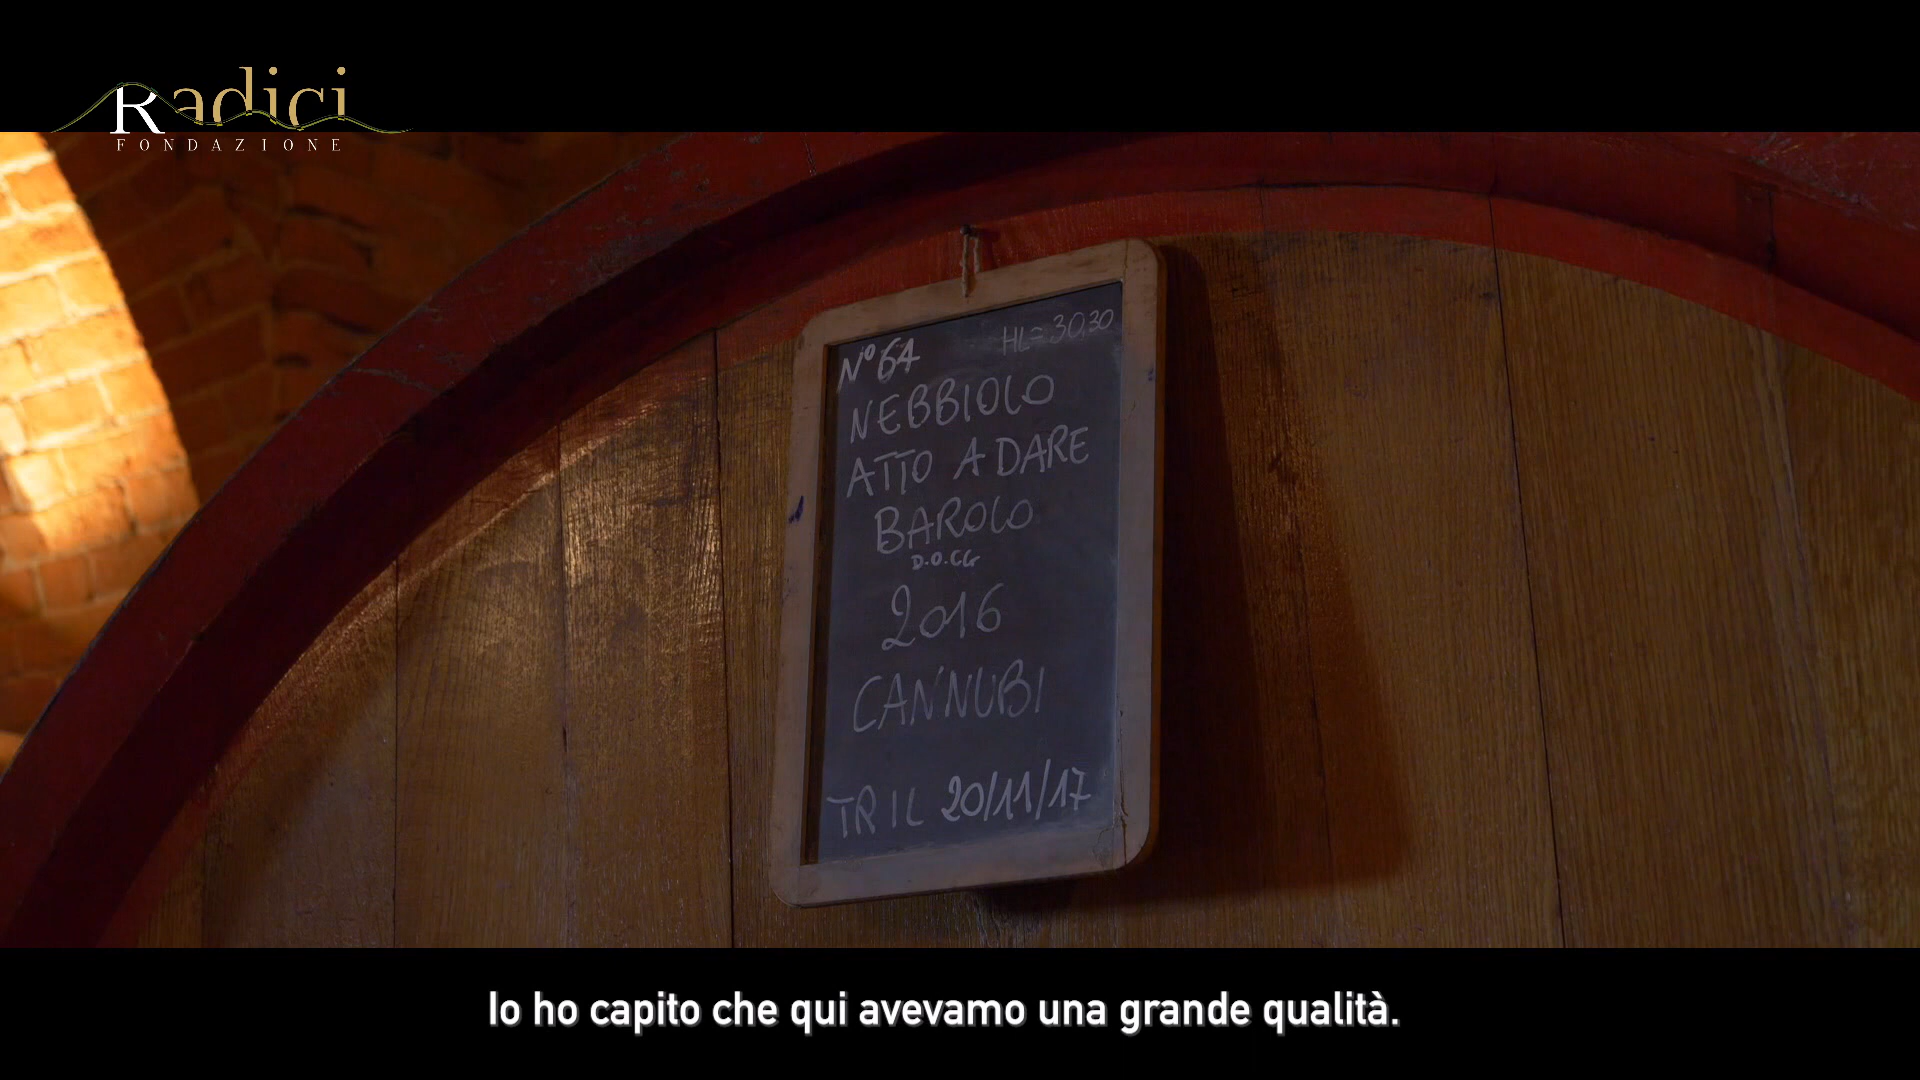 Radici
FONDAZIONE
N° 64 HL= 30,30
NEBBIOLO
ATTO A DARE
BAROLO
D.O.CG
2016
CANNUBI
TR IL 20/11/17
Io ho capito che qui avevamo una grande qualità.